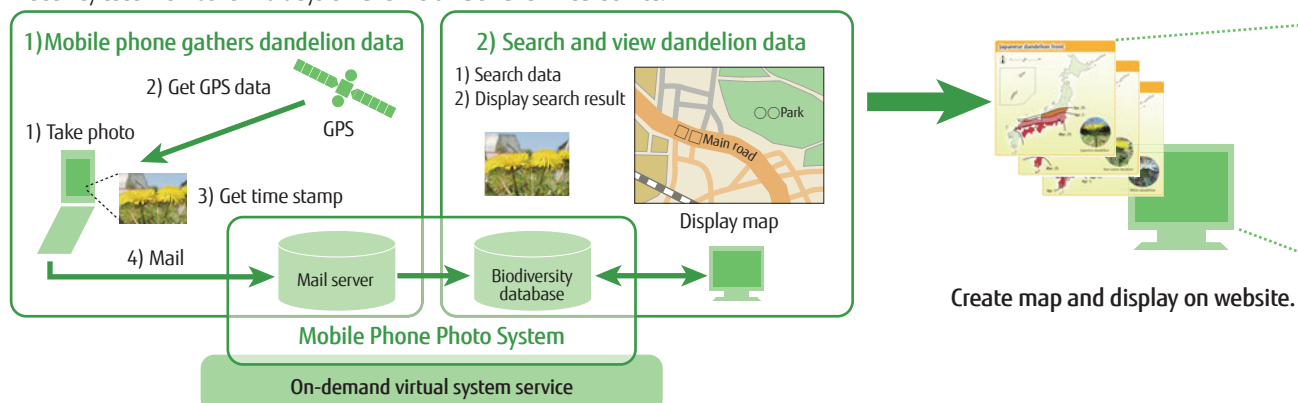 1)Mobile phone gathers dandelion data
2) Get GPS data
GPS
1) Take photo
3) Get time stamp
4) Mail
Mail server
2) Search and view dandelion data
1) Search data
2) Display search result
○○Park
□□Main road
Display map
Biodiversity
database
Mobile Phone Photo System
On-demand virtual system service
Japanese dandelion front
Create map and display on website.